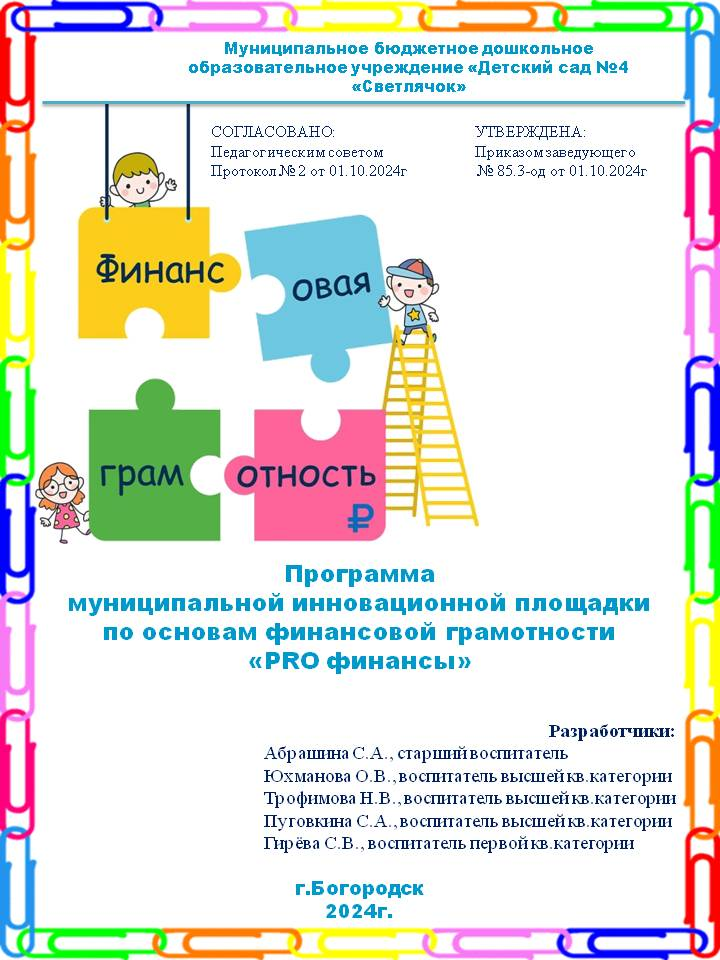 Муниципальное бюджетное дошкольное
образовательное учреждение «Детский сад №4
«Светлячок»
СОГЛАСОВАНО:
Педагогическим советом
Протокол № 2 от 01.10.2024г
УТВЕРЖДЕНА:
Приказом заведующего
№ 85.3-од от 01.10.2024г
Финанс
овая
грам
отность
₽
Программа
муниципальной инновационной площадки
по основам финансовой грамотности
«PRO финансы»
Разработчики:
Абрашина С.А., старший воспитатель
Юхманова О.В., воспитатель высшей кв.категории
Трофимова Н.В., воспитатель высшей кв.категории
Пуговкина С.А., воспитатель высшей кв.категории
Гирёва С.В., воспитатель первой кв.категории
г.Богородск
2024г.